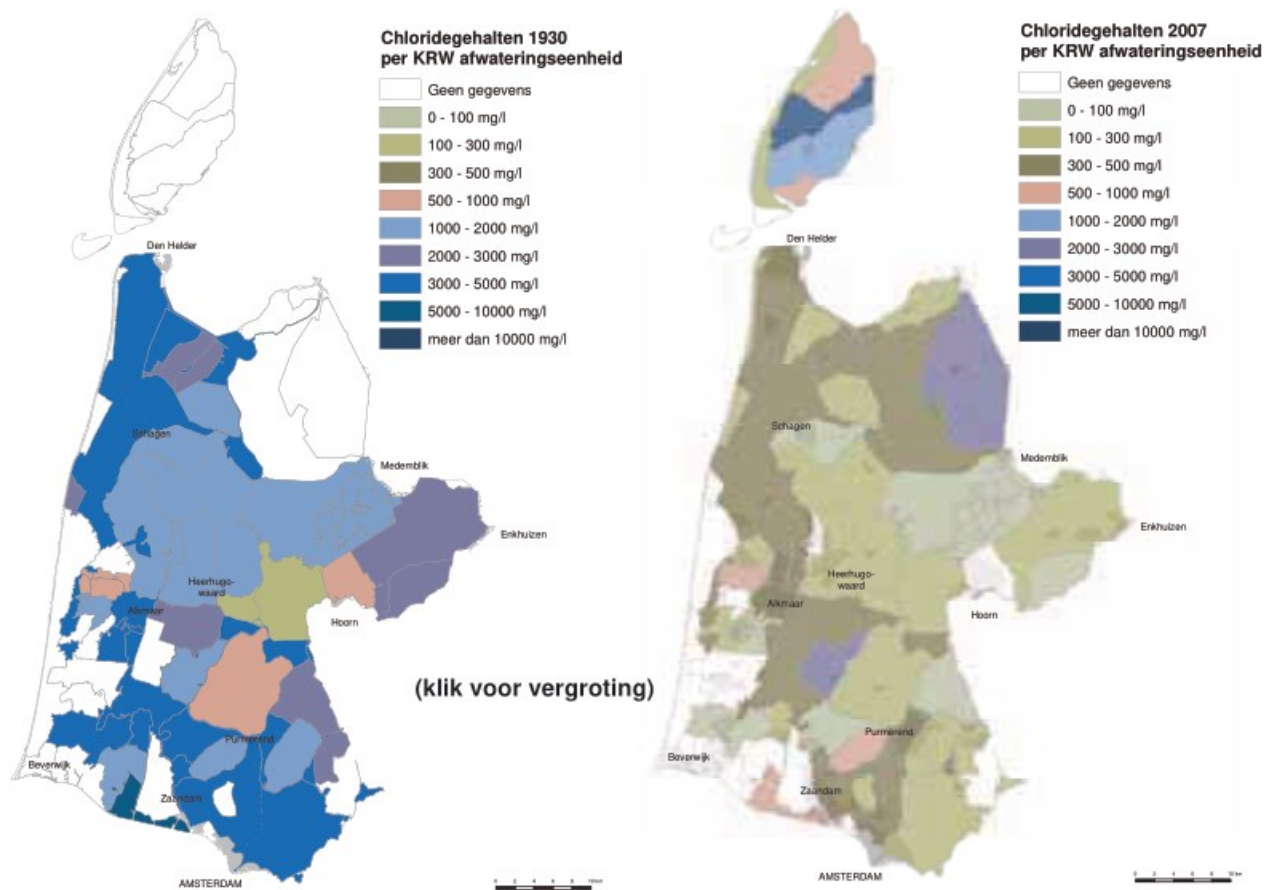 Chloridegehalten 1930
per KRW afwateringseenheid
Geen gegevens
0 - 100 mg/l
100 - 300 mg/l
300 - 500 mg/l
500 - 1000 mg/l
1000 - 2000 mg/l
2000 - 3000 mg/l
3000 - 5000 mg/l
5000 - 10000 mg/l
meer dan 10000 mg/l
Den Helder
Schagen
Medemblik
Enkhuizen
Heerhugo-
waard
Alkmaar
Hoorn
Purmerend
Beverwijk
Zaandam
AMSTERDAM
(klik voor vergroting)
Chloridegehalten 2007
per KRW afwateringseenheid
Geen gegevens
0 - 100 mg/l
100 - 300 mg/l
300 - 500 mg/l
500 - 1000 mg/l
1000 - 2000 mg/l
2000 - 3000 mg/l
3000 - 5000 mg/l
5000 - 10000 mg/l
meer dan 10000 mg/l
Den Helder
Schagen
Medemblik
Enkhuizen
Heerhugo-
waard
Alkmaar
Hoorn
Purmerend
Beverwijk
Zaandam
AMSTERDAM